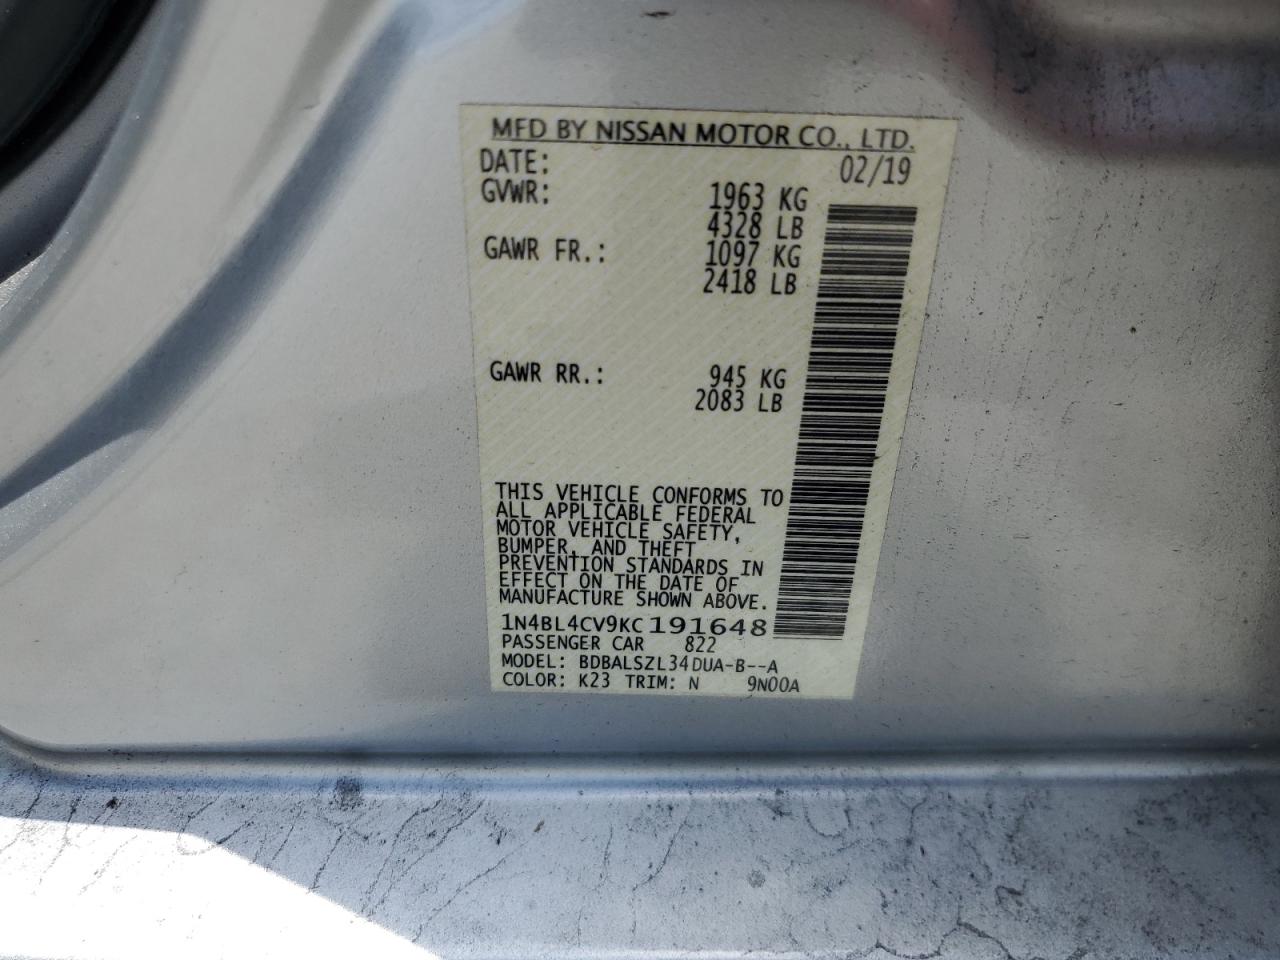 MFD BY NISSAN MOTOR CO., LTD.
DATE: 02/19
GVWR: 1963 KG
4328 LB
GAWR FR.: 1097 KG
2418 LB
GAWR RR.: 945 KG
2083 LB
THIS VEHICLE CONFORMS TO
ALL APPLICABLE FEDERAL
MOTOR VEHICLE SAFETY,
BUMPER, AND THEFT
PREVENTION STANDARDS IN
EFFECT ON THE DATE OF
MANUFACTURE SHOWN ABOVE.
1N4BL4CV9KC191648
PASSENGER CAR 822
MODEL: BDBALSZL34DUA-B--A
COLOR: K23 TRIM: N 9N00A